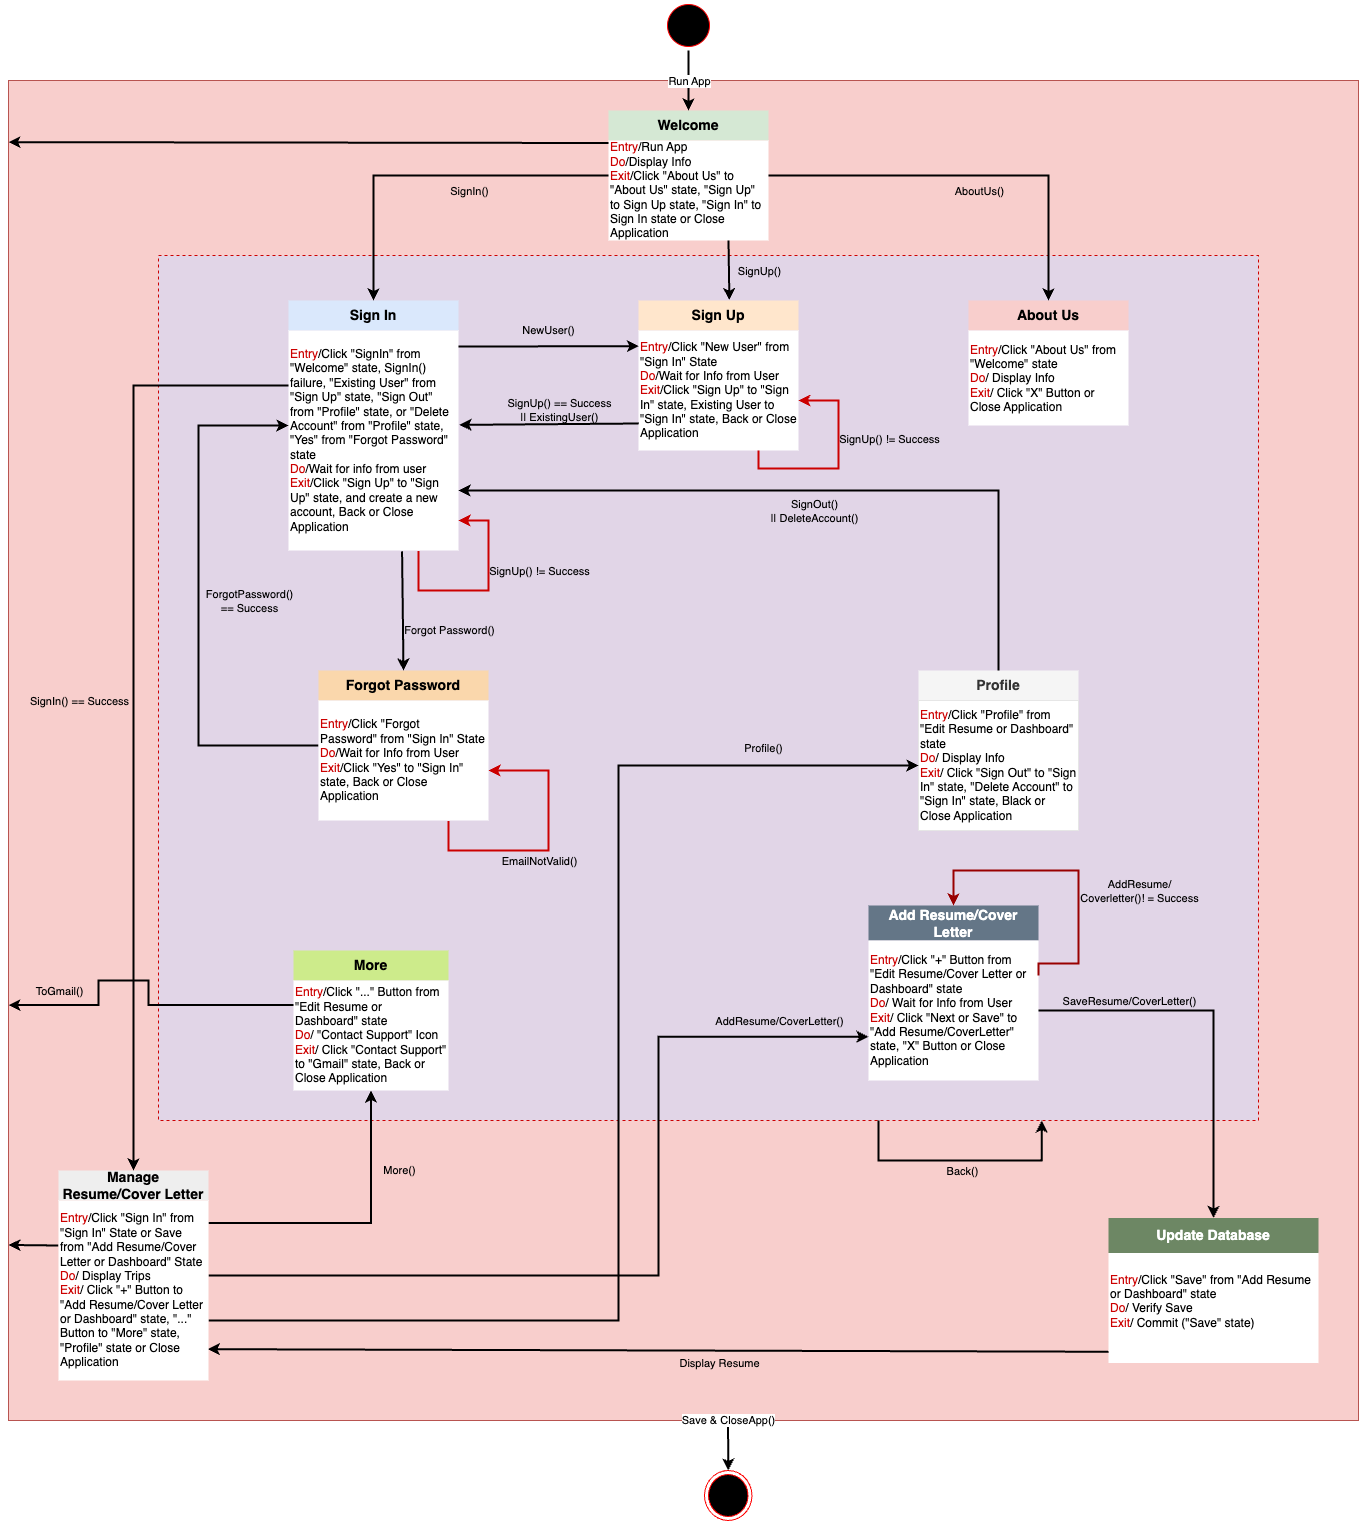 Run App
Welcome
Entry/Run App
Do/Display Info
Exit/Click "About Us" to
"About Us" state, "Sign Up"
to Sign Up state, "Sign In" to
Sign In state or Close
Application
SignIn()
AboutUs()
SignUp()
Sign In
Entry/Click "SignIn" from
"Welcome" state, SignIn()
failure, "Existing User" from
"Sign Up" state, "Sign Out"
from "Profile" state, or "Delete
Account" from "Profile" state,
"Yes" from "Forgot Password"
state
Do/Wait for info from user
Exit/Click "Sign Up" to "Sign
Up" state, and create a new
account, Back or Close
Application
NewUser()
Sign Up
Entry/Click "New User" from
"Sign In" State
Do/Wait for Info from User
Exit/Click "Sign Up" to "Sign
In" state, Existing User to
"Sign In" state, Back or Close
Application
SignUp() == Success
|| ExistingUser()
SignUp() != Success
About Us
Entry/Click "About Us" from
"Welcome" state
Do/ Display Info
Exit/ Click "X" Button or
Close Application
SignOut()
|| DeleteAccount()
SignUp() != Success
ForgotPassword()
== Success
Forgot Password()
SignIn() == Success
Forgot Password
Entry/Click "Forgot
Password" from "Sign In" State
Do/Wait for Info from User
Exit/Click "Yes" to "Sign In"
state, Back or Close
Application
EmailNotValid()
Profile()
Profile
Entry/Click "Profile" from
"Edit Resume or Dashboard"
state
Do/ Display Info
Exit/ Click "Sign Out" to "Sign
In" state, "Delete Account" to
"Sign In" state, Black or
Close Application
AddResume/
Coverletter()! = Success
Add Resume/Cover
Letter
Entry/Click "+" Button from
"Edit Resume/Cover Letter or
Dashboard" state
Do/ Wait for Info from User
Exit/ Click "Next or Save" to
"Add Resume/CoverLetter"
state, "X" Button or Close
Application
SaveResume/CoverLetter()
AddResume/CoverLetter()
More
Entry/Click "..." Button from
"Edit Resume or
Dashboard" state
Do/ "Contact Support" Icon
Exit/ Click "Contact Support"
to "Gmail" state, Back or
Close Application
ToGmail()
More()
Back()
Manage
Resume/Cover Letter
Entry/Click "Sign In" from
"Sign In" State or Save
from "Add Resume/Cover
Letter or Dashboard" State
Do/ Display Trips
Exit/ Click "+" Button to
"Add Resume/Cover Letter
or Dashboard" state, "..."
Button to "More" state,
"Profile" state or Close
Application
Update Database
Entry/Click "Save" from "Add Resume
or Dashboard" state
Do/ Verify Save
Exit/ Commit ("Save" state)
Display Resume
Save & CloseApp()